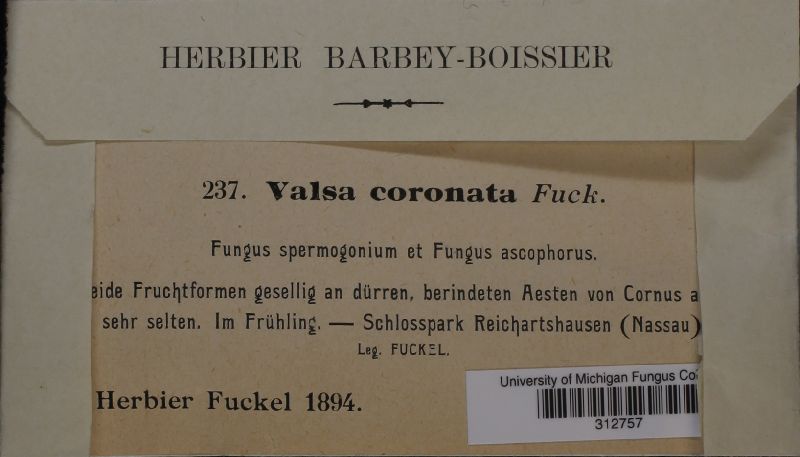 HERBIER BARBEY-BOISSIER
237. Valsa coronata Fuck.
Fungus spermogonium et Fungus ascophorus.
eide Fruchtformen gesellig an dürren, berindeten Aesten von Cornus a
sehr selten. Im Frühling. — Schlosspark Reichartshausen (Nassau)
Leg. FUCKEL.
Herbier Fuckel 1894.
University of Michigan Fungus Co
312757